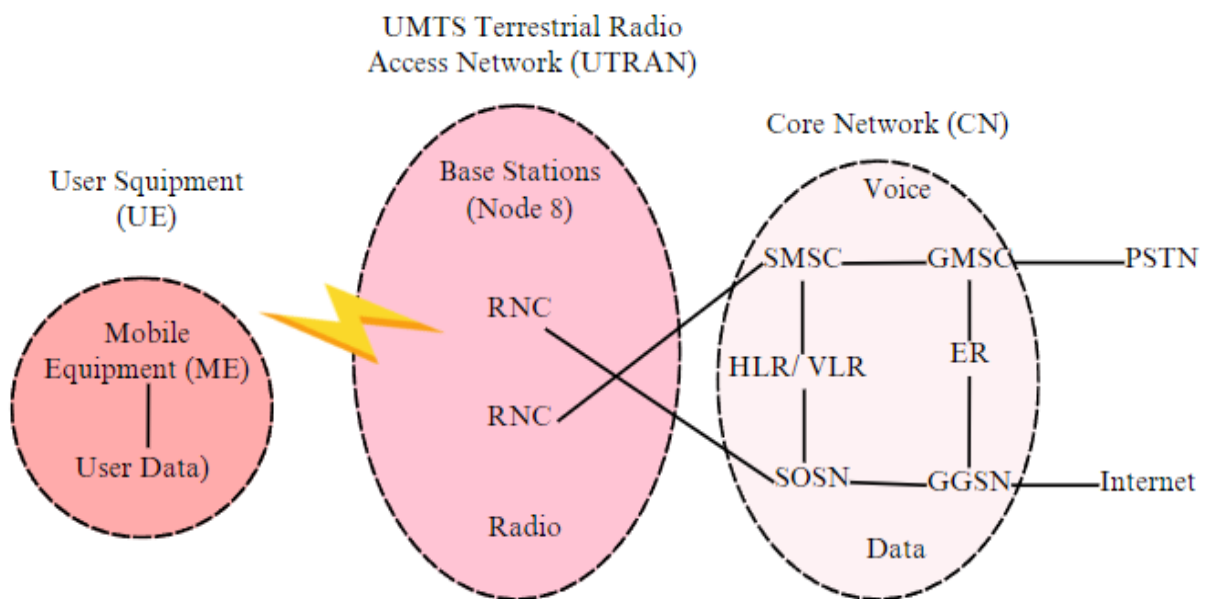 UMTS Terrestrial Radio
Access Network (UTRAN)
Core Network (CN)
User Squipment
(UE)
Base Stations
(Node 8)
Voice
SMSC
GMSC
PSTN
RNC
Mobile
Equipment (ME)
HLR/ VLR
ER
RNC
User Data)
SOSN
GGSN
Internet
Radio
Data